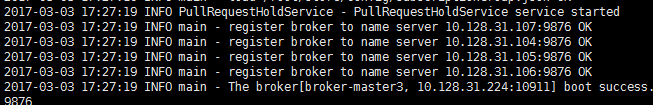 2017-03-03 17:27:19 INFO PullRequestHoldService - PullRequestHoldService service started
2017-03-03 17:27:19 INFO main - register broker to name server 10.128.31.107:9876 OK
2017-03-03 17:27:19 INFO main - register broker to name server 10.128.31.104:9876 OK
2017-03-03 17:27:19 INFO main - register broker to name server 10.128.31.105:9876 OK
2017-03-03 17:27:19 INFO main - register broker to name server 10.128.31.106:9876 OK
2017-03-03 17:27:19 INFO main - The broker[broker-master3, 10.128.31.224:10911] boot success.
9876